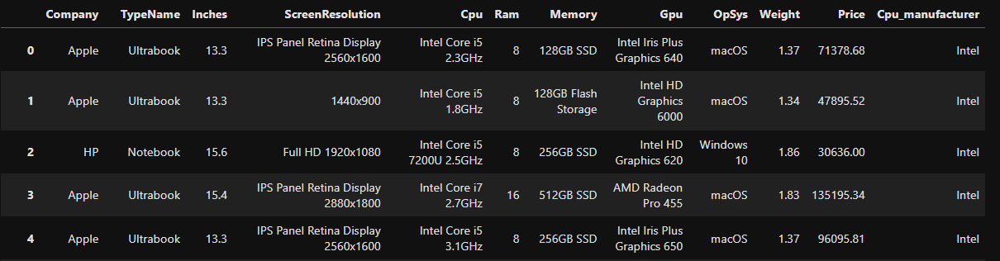 Company TypeName Inches ScreenResolution Cpu Ram Memory Gpu OpSys Weight Price Cpu_manufacturer
0 Apple Ultrabook 13.3 IPS Panel Retina Display 2560x1600 Intel Core i5 2.3GHz 8 128GB SSD Intel Iris Plus Graphics 640 macOS 1.37 71378.68 Intel
1 Apple Ultrabook 13.3 1440x900 Intel Core i5 1.8GHz 8 128GB Flash Storage Intel HD Graphics 6000 macOS 1.34 47895.52 Intel
2 HP Notebook 15.6 Full HD 1920x1080 Intel Core i5 7200U 2.5GHz 8 256GB SSD Intel HD Graphics 620 Windows 10 1.86 30636.00 Intel
3 Apple Ultrabook 15.4 IPS Panel Retina Display 2880x1800 Intel Core i7 2.7GHz 16 512GB SSD AMD Radeon Pro 455 macOS 1.83 135195.34 Intel
4 Apple Ultrabook 13.3 IPS Panel Retina Display 2560x1600 Intel Core i5 3.1GHz 8 256GB SSD Intel Iris Plus Graphics 650 macOS 1.37 96095.81 Intel